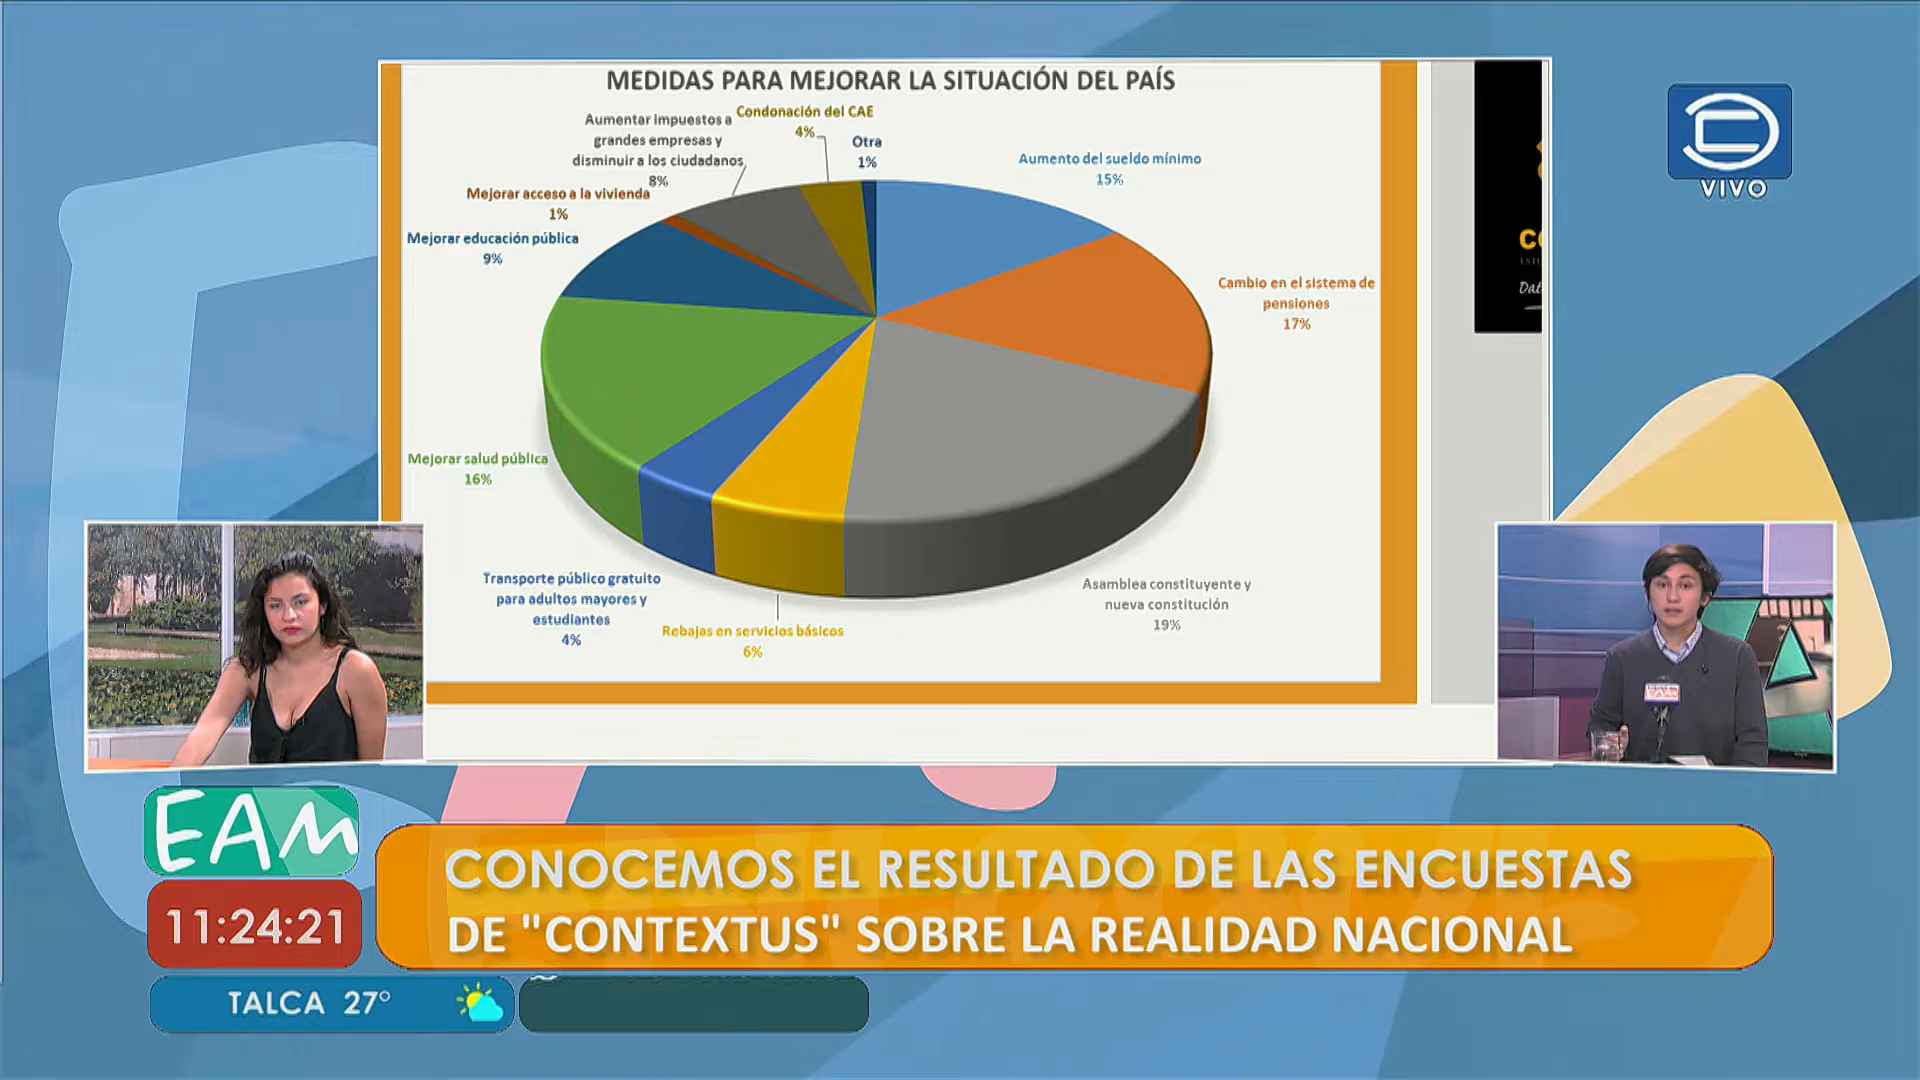 MEDIDAS PARA MEJORAR LA SITUACIÓN DEL PAÍS
Aumentar impuestos a
grandes empresas y
disminuir a los ciudadanos
8%
Condonación del CAE
4%
Otra
1%
Aumento del sueldo mínimo
15%
Mejorar acceso a la vivienda
1%
Mejorar educación pública
9%
Cambio en el sistema de
pensiones
17%
Mejorar salud pública
16%
Transporte público gratuito
para adultos mayores y
estudiantes
4%
Rebajas en servicios básicos
6%
Asamblea constituyente y
nueva constitución
19%
VIVO
EAM
11:24:21
CONOCEMOS EL RESULTADO DE LAS ENCUESTAS
DE "CONTEXTUS" SOBRE LA REALIDAD NACIONAL
TALCA 27°